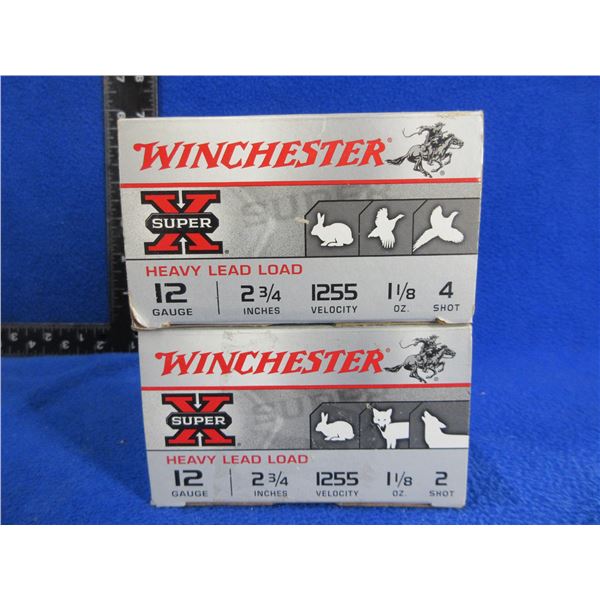 WINCHESTER®
SUPER X®
HEAVY LEAD LOAD
12 2 3/4 1255 1 1/8 4
GAUGE INCHES VELOCITY OZ. SHOT
WINCHESTER®
SUPER X®
HEAVY LEAD LOAD
12 2 3/4 1255 1 1/8 2
GAUGE INCHES VELOCITY OZ. SHOT